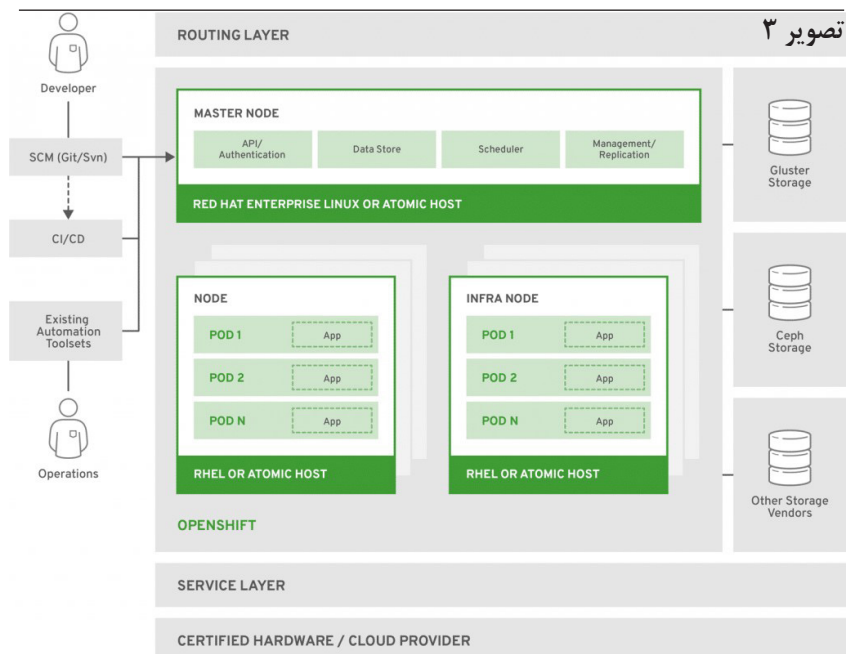 تصویر ۳
ROUTING LAYER
Developer
SCM (Git/Svn)
CI/CD
Existing
Automation
Toolsets
Operations
MASTER NODE
API/
Authentication
Data Store
Scheduler
Management/
Replication
RED HAT ENTERPRISE LINUX OR ATOMIC HOST
NODE
POD 1
App
POD 2
App
POD N
App
RHEL OR ATOMIC HOST
INFRA NODE
POD 1
App
POD 2
App
POD N
App
RHEL OR ATOMIC HOST
OPENSHIFT
Gluster
Storage
Ceph
Storage
Other Storage
Vendors
SERVICE LAYER
CERTIFIED HARDWARE / CLOUD PROVIDER